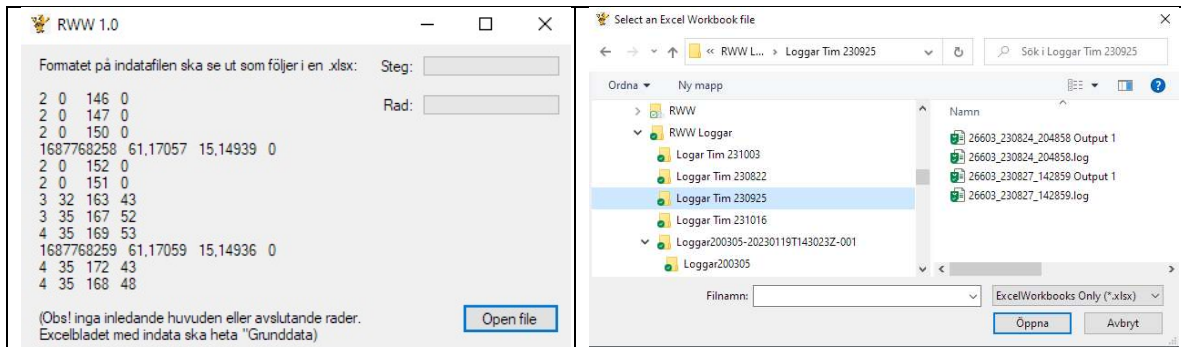 RWW 1.0
Formatet på indatafilen ska se ut som följer i en .xlsx:
Steg:
Rad:
2 0 146 0
2 0 147 0
2 0 150 0
1687768258 61,17057 15,14939 0
2 0 152 0
2 0 151 0
3 32 163 43
3 35 167 52
4 35 169 53
1687768259 61,17059 15,14936 0
4 35 172 43
4 35 168 48
(Obs! inga inledande huvuden eller avslutande rader.
Excelbladet med indata ska heta "Grunddata)
Open file
Select an Excel Workbook file
« RWW L... › Loggar Tim 230925
Sök i Loggar Tim 230925
Ordna
Ny mapp
RWW
RWW Loggar
Logar Tim 231003
Loggar Tim 230822
Loggar Tim 230925
Loggar Tim 231016
Loggar200305-20230119T143023Z-001
Loggar200305
Namn
26603_230824_204858 Output 1
26603_230824_204858.log
26603_230827_142859 Output 1
26603_230827_142859.log
Filnamn:
ExcelWorkbooks Only (*.xlsx)
Öppna
Avbryt